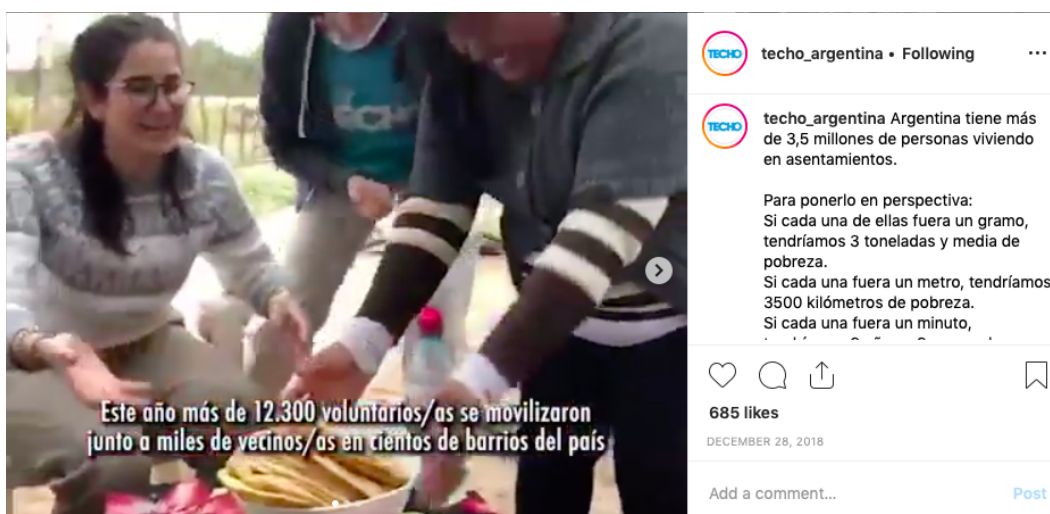 TECHO
techo_argentina • Following
TECHO
techo_argentina Argentina tiene más
de 3,5 millones de personas viviendo
en asentamientos.
Para ponerlo en perspectiva:
Si cada una de ellas fuera un gramo,
tendríamos 3 toneladas y media de
pobreza.
Si cada una fuera un metro, tendríamos
3500 kilómetros de pobreza.
Si cada una fuera un minuto,
Este año más de 12.300 voluntarios/as se movilizaron
junto a miles de vecinos/as en cientos de barrios del país
685 likes
DECEMBER 28, 2018
Add a comment...
Post